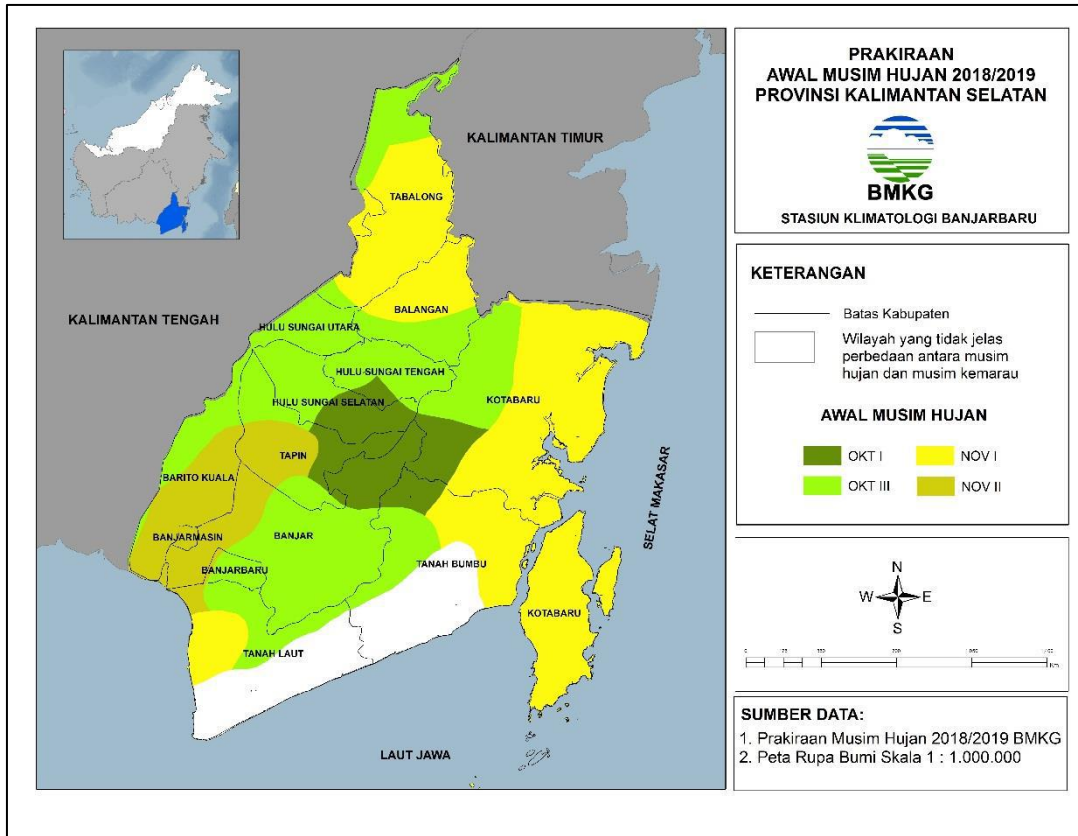 PRAKIRAAN
AWAL MUSIM HUJAN 2018/2019
PROVINSI KALIMANTAN SELATAN
BMKG
STASIUN KLIMATOLOGI BANJARBARU
KALIMANTAN TIMUR
TABALONG
KALIMANTAN TENGAH
BALANGAN
HULU SUNGAI UTARA
HULU SUNGAI TENGAH
HULU SUNGAI SELATAN
KOTABARU
TAPIN
BARITO KUALA
BANJARMASIN
BANJAR
BANJARBARU
TANAH BUMBU
KOTABARU
TANAH LAUT
SELAT MAKASAR
LAUT JAWA
KETERANGAN
Batas Kabupaten
Wilayah yang tidak jelas
perbedaan antara musim
hujan dan musim kemarau
AWAL MUSIM HUJAN
OKT I
NOV I
OKT III
NOV II
N
W
E
S
Km
SUMBER DATA:
1. Prakiraan Musim Hujan 2018/2019 BMKG
2. Peta Rupa Bumi Skala 1 : 1.000.000